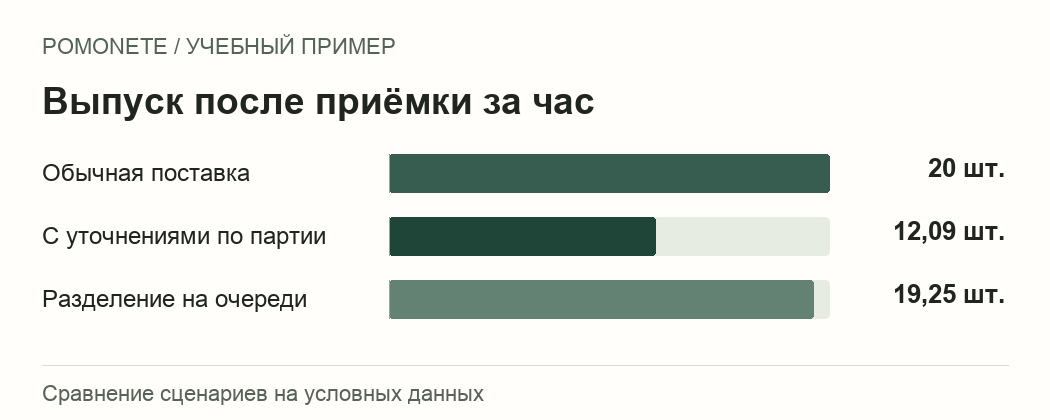 POMONETE / УЧЕБНЫЙ ПРИМЕР
Выпуск после приёмки за час
Обычная поставка 20 шт.
С уточнениями по партии 12,09 шт.
Разделение на очереди 19,25 шт.
Сравнение сценариев на условных данных